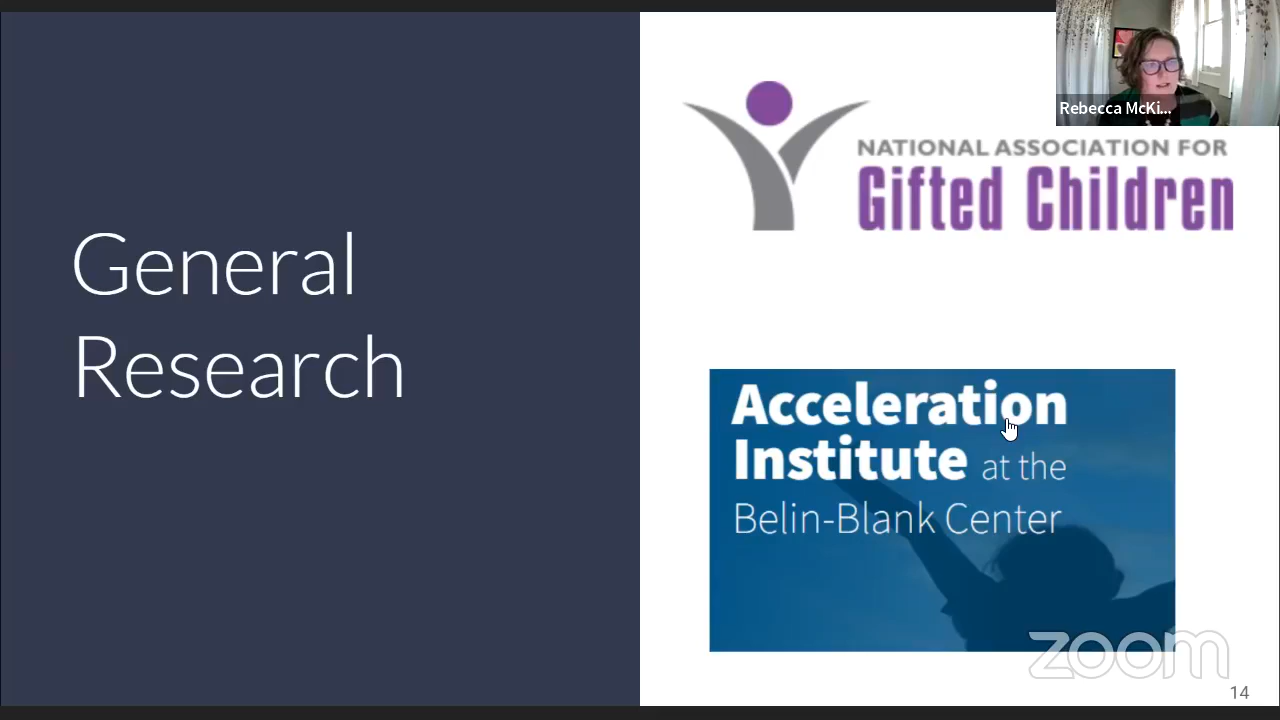 General
Research
NATIONAL ASSOCIATION FOR
Gifted Children
Rebecca McKi...
Acceleration
Institute at the
Belin-Blank Center
zoom
14